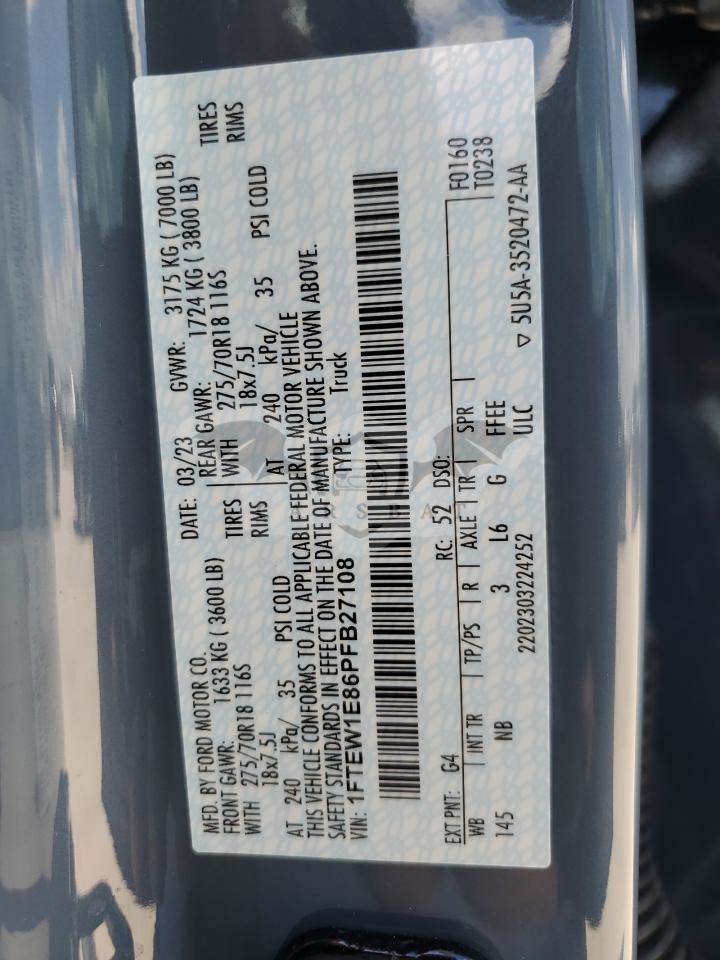 MFD. BY FORD MOTOR CO.
DATE: 03/23 GVWR: 3175 KG ( 7000 LB)
FRONT GAWR: 1633 KG ( 3600 LB) REAR GAWR: 1724 KG ( 3800 LB)
WITH 275/70R18 116S TIRES WITH 275/70R18 116S TIRES
18x7.5J RIMS 18x7.5J RIMS
AT 240 kPa/ 35 PSI COLD AT 240 kPa/ 35 PSI COLD
THIS VEHICLE CONFORMS TO ALL APPLICABLE FEDERAL MOTOR VEHICLE
SAFETY STANDARDS IN EFFECT ON THE DATE OF MANUFACTURE SHOWN ABOVE.
VIN: 1FTEW1E86PFB27108 TYPE: Truck
EXT PNT: G4 RC: 52 DSO: F0160
WB INT TR TP/PS R AXLE TR SPR T0238
145 NB 3 L6 G FFEE
2202303224252 ULC ▽ 5U5A-3520472-AA